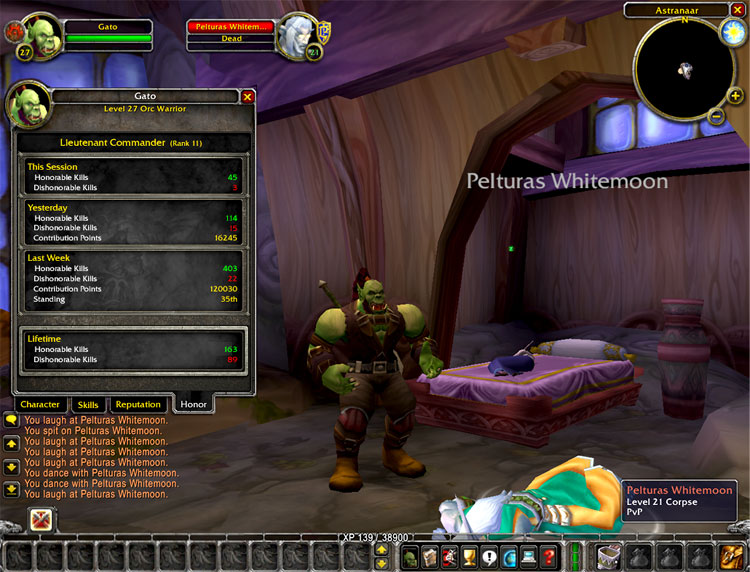 Gato
27
Pelturas Whitem...
Dead
21
Astranaar
N
Gato
Level 27 Orc Warrior
Lieutenant Commander (Rank 11)
This Session
Honorable Kills 45
Dishonorable Kills 3
Yesterday
Honorable Kills 114
Dishonorable Kills 15
Contribution Points 16245
Last Week
Honorable Kills 403
Dishonorable Kills 22
Contribution Points 120030
Standing 35th
Lifetime
Honorable Kills 163
Dishonorable Kills 89
Character Skills Reputation Honor
Pelturas Whitemoon
You laugh at Pelturas Whitemoon.
You spit on Pelturas Whitemoon.
You laugh at Pelturas Whitemoon.
You laugh at Pelturas Whitemoon.
You laugh at Pelturas Whitemoon.
You dance with Pelturas Whitemoon.
You dance with Pelturas Whitemoon.
You laugh at Pelturas Whitemoon.
Pelturas Whitemoon
Level 21 Corpse
PvP
XP 139 / 38900